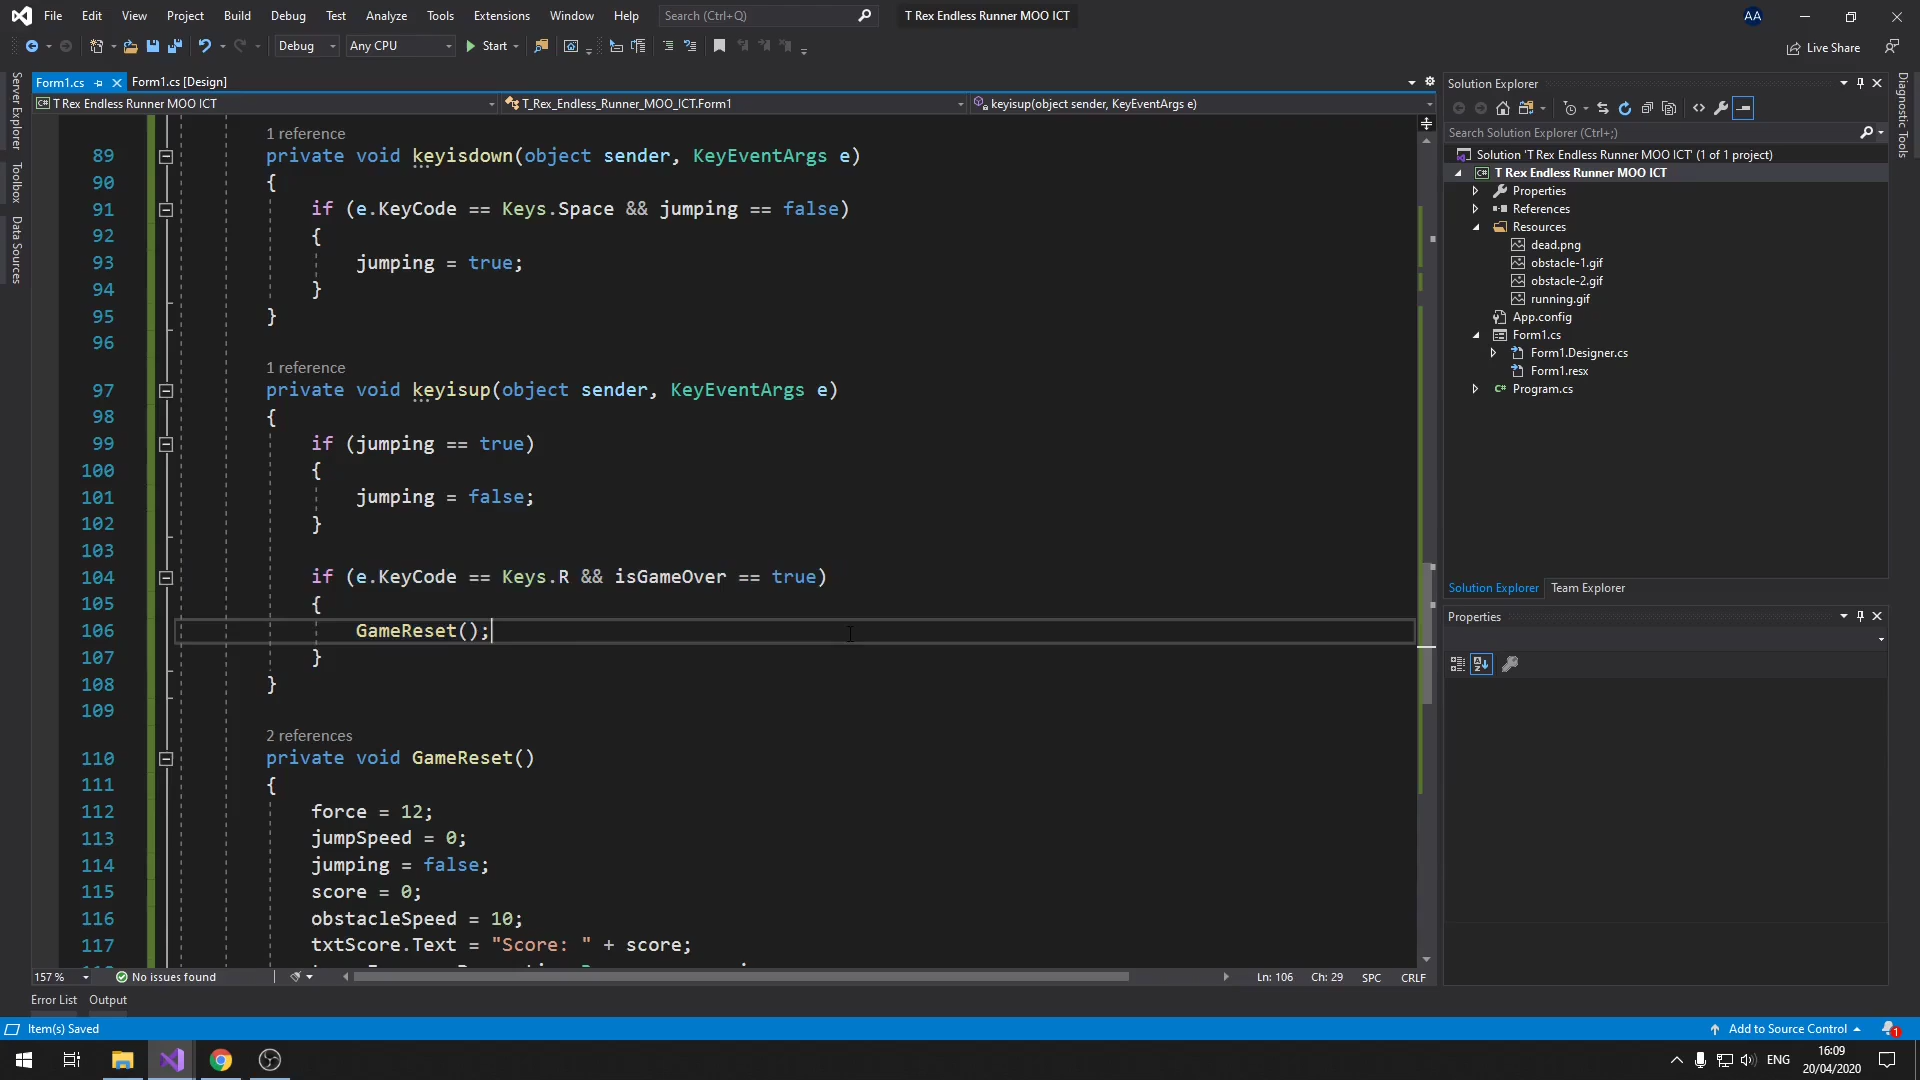 File Edit View Project Build Debug Test Analyze Tools Extensions Window Help Search (Ctrl+Q) T Rex Endless Runner MOO ICT AA
Debug Any CPU Start Live Share
Form1.cs Form1.cs [Design]
T Rex Endless Runner MOO ICT T_Rex_Endless_Runner_MOO_ICT.Form1 keyisup(object sender, KeyEventArgs e)
Server Explorer
Toolbox
Data Sources
1 reference
89 private void keyisdown(object sender, KeyEventArgs e)
90 {
91 if (e.KeyCode == Keys.Space && jumping == false)
92 {
93 jumping = true;
94 }
95 }
96
1 reference
97 private void keyisup(object sender, KeyEventArgs e)
98 {
99 if (jumping == true)
100 {
101 jumping = false;
102 }
103
104 if (e.KeyCode == Keys.R && isGameOver == true)
105 {
106 GameReset();
107 }
108 }
109
2 references
110 private void GameReset()
111 {
112 force = 12;
113 jumpSpeed = 0;
114 jumping = false;
115 score = 0;
116 obstacleSpeed = 10;
117 txtScore.Text = "Score: " + score;
157 % No issues found Ln: 106 Ch: 29 SPC CRLF
Error List Output
Solution Explorer
Search Solution Explorer (Ctrl+;)
Solution 'T Rex Endless Runner MOO ICT' (1 of 1 project)
C# T Rex Endless Runner MOO ICT
Properties
References
Resources
dead.png
obstacle-1.gif
obstacle-2.gif
running.gif
App.config
Form1.cs
Form1.Designer.cs
Form1.resx
C# Program.cs
Solution Explorer Team Explorer
Properties
Diagnostic Tools
Item(s) Saved Add to Source Control 1
ENG 16:09
20/04/2020